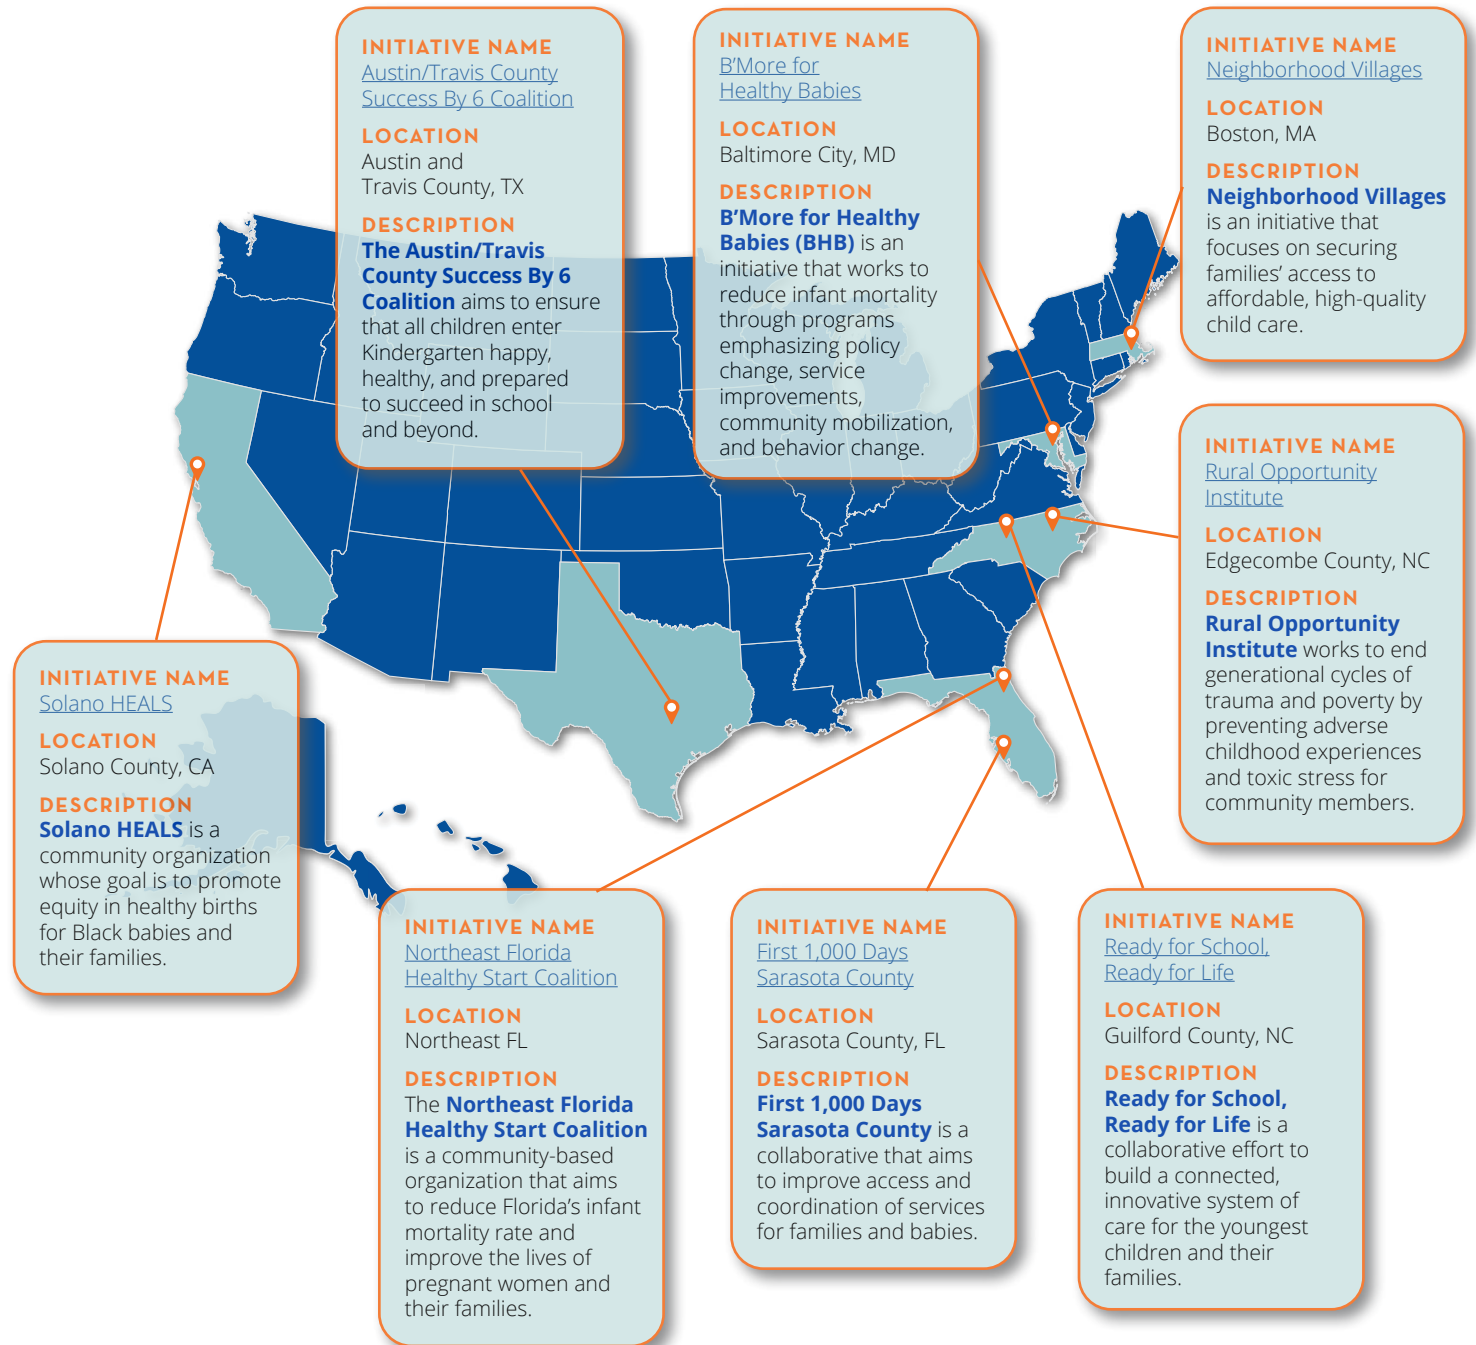 INITIATIVE NAME
Austin/Travis County
Success By 6 Coalition
LOCATION
Austin and
Travis County, TX
DESCRIPTION
The Austin/Travis
County Success By 6
Coalition aims to ensure
that all children enter
Kindergarten happy,
healthy, and prepared
to succeed in school
and beyond.
INITIATIVE NAME
B’More for
Healthy Babies
LOCATION
Baltimore City, MD
DESCRIPTION
B’More for Healthy
Babies (BHB) is an
initiative that works to
reduce infant mortality
through programs
emphasizing policy
change, service
improvements,
community mobilization,
and behavior change.
INITIATIVE NAME
Neighborhood Villages
LOCATION
Boston, MA
DESCRIPTION
Neighborhood Villages
is an initiative that
focuses on securing
families’ access to
affordable, high-quality
child care.
INITIATIVE NAME
Rural Opportunity
Institute
LOCATION
Edgecombe County, NC
DESCRIPTION
Rural Opportunity
Institute works to end
generational cycles of
trauma and poverty by
preventing adverse
childhood experiences
and toxic stress for
community members.
INITIATIVE NAME
Solano HEALS
LOCATION
Solano County, CA
DESCRIPTION
Solano HEALS is a
community organization
whose goal is to promote
equity in healthy births
for Black babies and
their families.
INITIATIVE NAME
Northeast Florida
Healthy Start Coalition
LOCATION
Northeast FL
DESCRIPTION
The Northeast Florida
Healthy Start Coalition
is a community-based
organization that aims
to reduce Florida’s infant
mortality rate and
improve the lives of
pregnant women and
their families.
INITIATIVE NAME
First 1,000 Days
Sarasota County
LOCATION
Sarasota County, FL
DESCRIPTION
First 1,000 Days
Sarasota County is a
collaborative that aims
to improve access and
coordination of services
for families and babies.
INITIATIVE NAME
Ready for School,
Ready for Life
LOCATION
Guilford County, NC
DESCRIPTION
Ready for School,
Ready for Life is a
collaborative effort to
build a connected,
innovative system of
care for the youngest
children and their
families.